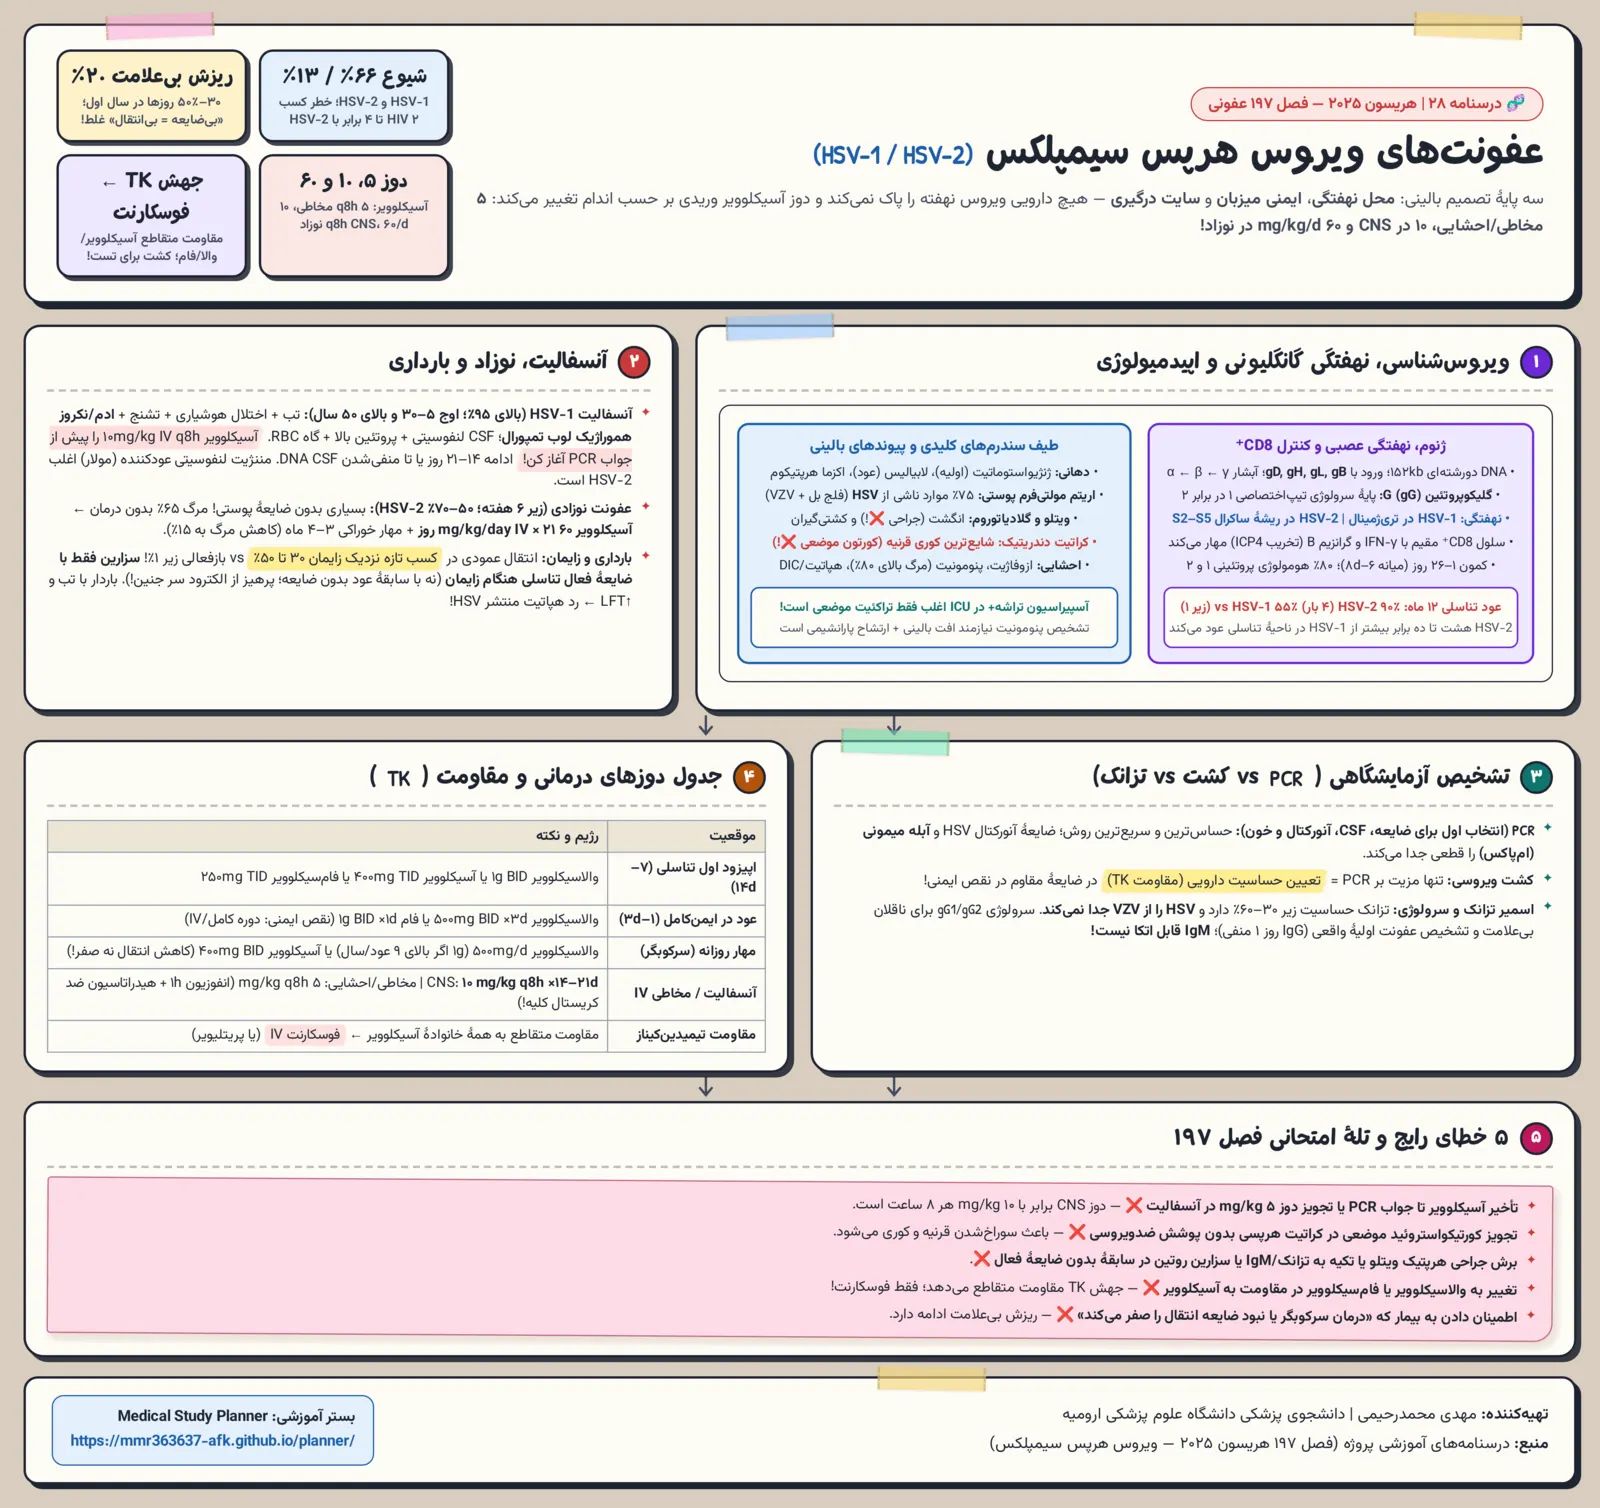 🧬 درسنامه ۲۸ | هریسون ۲۰۲۵ — فصل ۱۹۷ عفونی
عفونت‌های ویروس هرپس سیمپلکس (HSV-1 / HSV-2)
سه پایهٔ تصمیم بالینی: محل نهفتگی، ایمنی میزبان و سایت درگیری — هیچ دارویی ویروس نهفته را پاک نمی‌کند و دوز آسیکلوویر وریدی بر حسب اندام تغییر می‌کند: ۵
مخاطی/احشایی، ۱۰ در CNS و ۶۰ mg/kg/d در نوزاد!
شیوع ۶۶٪ / ۱۳٪
HSV-1 و HSV-2؛ خطر کسب
HIV ۲ تا ۴ برابر با HSV-2
ریزش بی‌علامت ۲۰٪
۳۰–۵۰٪ روزها در سال اول؛
«بی‌ضایعه = بی‌انتقال» غلط!
دوز ۵، ۱۰ و ۶۰
آسیکلوویر: ۵ q8h مخاطی، ۱۰
q8h CNS، ۶۰/d نوزاد
جهش TK ←
فوسکارنت
مقاومت متقاطع آسیکلوویر/
والا/فام؛ کشت برای تست!
۱ ویروس‌شناسی، نهفتگی گانگلیونی و اپیدمیولوژی
ژنوم، نهفتگی عصبی و کنترل CD8⁺
• DNA دورشته‌ای ۱۵۲kb؛ ورود با gD, gH, gL, gB؛ آبشار α ← β ← γ
• گلیکوپروتئین G (gG): پایهٔ سرولوژی تیپ‌اختصاصی ۱ در برابر ۲
• نهفتگی: HSV-1 در تری‌ژمینال | HSV-2 در ریشهٔ ساکرال S2–S5
• سلول CD8⁺ مقیم با IFN-γ و گرانزیم B (تخریب ICP4) مهار می‌کند
• کمون ۱–۲۶ روز (میانه ۶–۸d)؛ ۸۰٪ هومولوژی پروتئینی ۱ و ۲
عود تناسلی ۱۲ ماه: HSV-2 ۹۰٪ (۴ بار) vs HSV-1 ۵۵٪ (زیر ۱)
HSV-2 هشت تا ده برابر بیشتر از HSV-1 در ناحیهٔ تناسلی عود می‌کند
طیف سندرم‌های کلیدی و پیوندهای بالینی
• دهانی: ژنژیواستوماتیت (اولیه)، لابیالیس (عود)، اکزما هرپتیکوم
• اریتم مولتی‌فرم پوستی: ۷۵٪ موارد ناشی از HSV (فلج بل + VZV)
• ویتلو و گلادیاتوروم: انگشت (جراحی ❌!) و کشتی‌گیران
• کراتیت دندریتیک: شایع‌ترین کوری قرنیه (کورتون موضعی ❌!)
• احشایی: ازوفاژیت، پنومونیت (مرگ بالای ۸۰٪)، هپاتیت/DIC
آسپیراسیون تراشه+ در ICU اغلب فقط تراکئیت موضعی است!
تشخیص پنومونیت نیازمند افت بالینی + ارتشاح پارانشیمی است
۲ آنسفالیت، نوزاد و بارداری
✦ آنسفالیت HSV-1 (بالای ۹۵٪؛ اوج ۵–۳۰ و بالای ۵۰ سال): تب + اختلال هوشیاری + تشنج + ادم/نکروز
هموراژیک لوب تمپورال؛ CSF لنفوسیتی + پروتئین بالا + گاه RBC. آسیکلوویر ۱۰mg/kg IV q8h را پیش از
جواب PCR آغاز کن! ادامه ۱۴–۲۱ روز یا تا منفی‌شدن DNA CSF. مننژیت لنفوسیتی عودکننده (مولار) اغلب
HSV-2 است.
✦ عفونت نوزادی (زیر ۶ هفته؛ ۵۰–۷۰٪ HSV-2): بسیاری بدون ضایعهٔ پوستی! مرگ ۶۵٪ بدون درمان ←
آسیکلوویر ۶۰ mg/kg/day IV × ۲۱ روز + مهار خوراکی ۳–۴ ماه (کاهش مرگ به ۱۵٪).
✦ بارداری و زایمان: انتقال عمودی در کسب تازه نزدیک زایمان ۳۰ تا ۵۰٪ vs بازفعالی زیر ۱٪! سزارین فقط با
ضایعهٔ فعال تناسلی هنگام زایمان (نه با سابقهٔ عود بدون ضایعه؛ پرهیز از الکترود سر جنین!). باردار با تب و
↑LFT ← رد هپاتیت منتشر HSV!
۳ تشخیص آزمایشگاهی ( PCR vs کشت vs تزانک)
✦ PCR (انتخاب اول برای ضایعه، CSF، آنورکتال و خون): حساس‌ترین و سریع‌ترین روش؛ ضایعهٔ آنورکتال HSV و آبله میمونی
(ام‌پاکس) را قطعی جدا می‌کند.
✦ کشت ویروسی: تنها مزیت بر PCR = تعیین حساسیت دارویی (مقاومت TK) در ضایعهٔ مقاوم در نقص ایمنی!
✦ اسمیر تزانک و سرولوژی: تزانک حساسیت زیر ۳۰–۶۰٪ دارد و HSV را از VZV جدا نمی‌کند. سرولوژی gG1/gG2 برای ناقلان
بی‌علامت و تشخیص عفونت اولیهٔ واقعی (IgG روز ۱ منفی)؛ IgM قابل اتکا نیست!
۴ جدول دوزهای درمانی و مقاومت ( TK )
موقعیت رژیم و نکته
اپیزود اول تناسلی (۷–
۱۴d) والاسیکلوویر ۱g BID یا آسیکلوویر ۴۰۰mg TID یا فام‌سیکلوویر ۲۵۰mg TID
عود در ایمن‌کامل (۱–۳d) والاسیکلوویر ۵۰۰mg BID ×۳d یا فام ۱g BID ×۱d (نقص ایمنی: دوره کامل/IV)
مهار روزانه (سرکوبگر) والاسیکلوویر ۵۰۰mg/d (۱g اگر بالای ۹ عود/سال) یا آسیکلوویر ۴۰۰mg BID (کاهش انتقال نه صفر!)
آنسفالیت / مخاطی IV CNS: ۱۰ mg/kg q8h ×۱۴–۲۱d | مخاطی/احشایی: ۵ mg/kg q8h (انفوزیون ۱h + هیدراتاسیون ضد
کریستال کلیه!)
مقاومت تیمیدین‌کیناز مقاومت متقاطع به همهٔ خانوادهٔ آسیکلوویر ← فوسکارنت IV (یا پریتلیویر)
۵ ۵ خطای رایج و تلهٔ امتحانی فصل ۱۹۷
✦ تأخیر آسیکلوویر تا جواب PCR یا تجویز دوز ۵ mg/kg در آنسفالیت ❌ — دوز CNS برابر با ۱۰ mg/kg هر ۸ ساعت است.
✦ تجویز کورتیکواستروئید موضعی در کراتیت هرپسی بدون پوشش ضدویروسی ❌ — باعث سوراخ‌شدن قرنیه و کوری می‌شود.
✦ برش جراحی هرپتیک ویتلو یا تکیه به تزانک/IgM یا سزارین روتین در سابقهٔ بدون ضایعهٔ فعال ❌.
✦ تغییر به والاسیکلوویر یا فام‌سیکلوویر در مقاومت به آسیکلوویر ❌ — جهش TK مقاومت متقاطع می‌دهد؛ فقط فوسکارنت!
✦ اطمینان دادن به بیمار که «درمان سرکوبگر یا نبود ضایعه انتقال را صفر می‌کند» ❌ — ریزش بی‌علامت ادامه دارد.
تهیه‌کننده: مهدی محمدرحیمی | دانشجوی پزشکی دانشگاه علوم پزشکی ارومیه
منبع: درسنامه‌های آموزشی پروژه (فصل ۱۹۷ هریسون ۲۰۲۵ — ویروس هرپس سیمپلکس)
بستر آموزشی: Medical Study Planner
https://mmr363637-afk.github.io/planner/